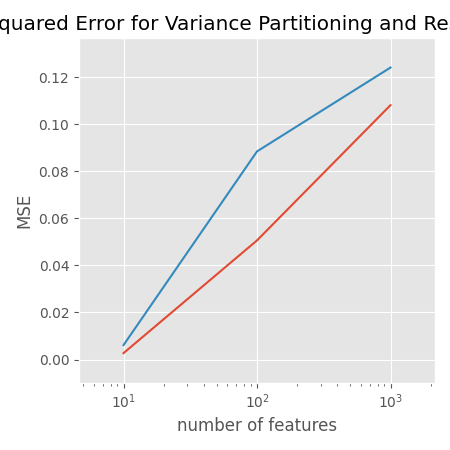 quared Error for Variance Partitioning and Re
0.12
0.10
0.08
0.06
0.04
0.02
0.00
MSE
10¹ 10² 10³
number of features